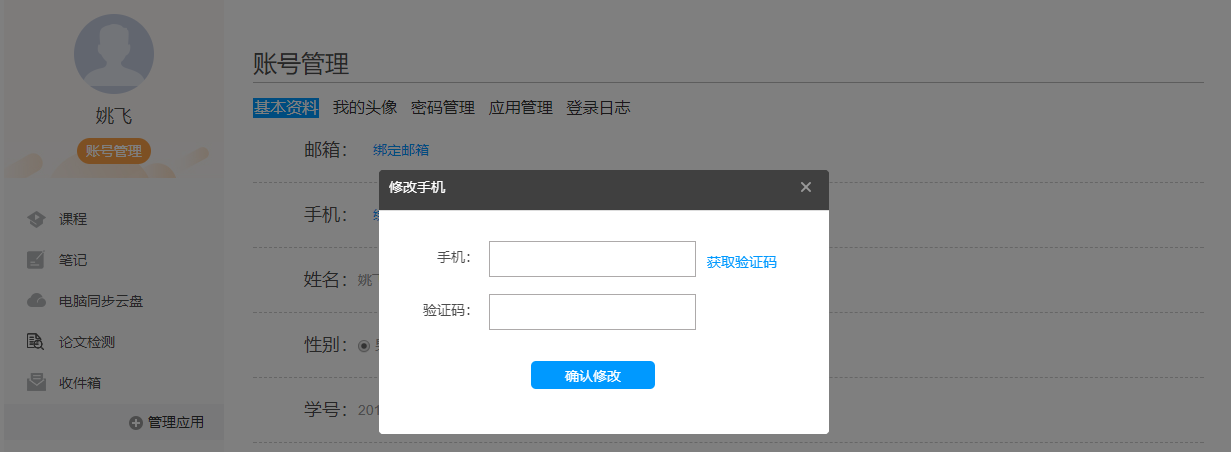 姚飞
账号管理
课程
笔记
电脑同步云盘
论文检测
收件箱
管理应用
账号管理
基本资料 我的头像 密码管理 应用管理 登录日志
邮箱： 绑定邮箱
手机：
姓名：姚
性别：
学号：201
修改手机
手机： 获取验证码
验证码：
确认修改